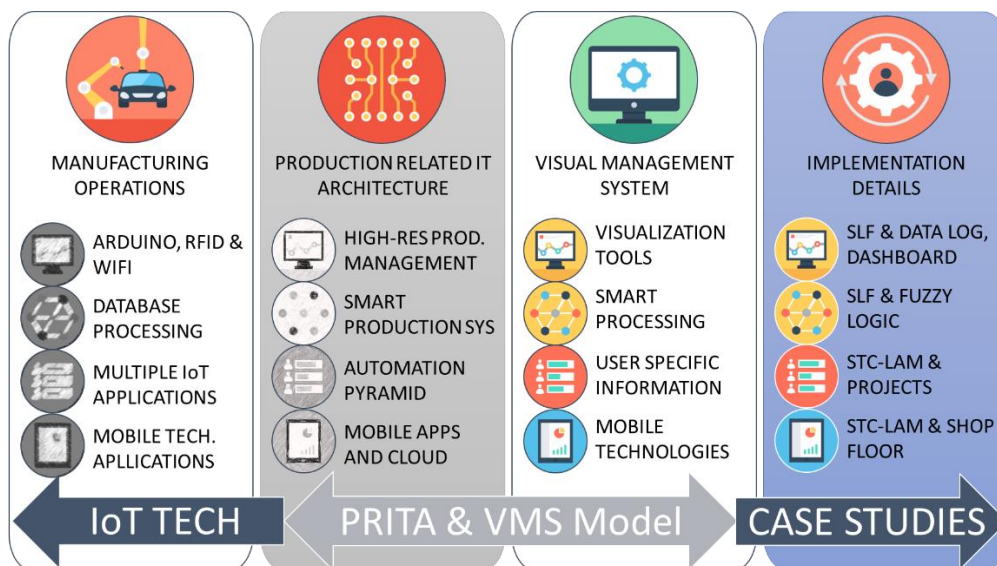 MANUFACTURING
OPERATIONS
ARDUINO, RFID &
WIFI
DATABASE
PROCESSING
MULTIPLE IoT
APPLICATIONS
MOBILE TECH.
APLLICATIONS
PRODUCTION RELATED IT
ARCHITECTURE
HIGH-RES PROD.
MANAGEMENT
SMART
PRODUCTION SYS
AUTOMATION
PYRAMID
MOBILE APPS
AND CLOUD
VISUAL MANAGEMENT
SYSTEM
VISUALIZATION
TOOLS
SMART
PROCESSING
USER SPECIFIC
INFORMATION
MOBILE
TECHNOLOGIES
IMPLEMENTATION
DETAILS
SLF & DATA LOG,
DASHBOARD
SLF & FUZZY
LOGIC
STC-LAM &
PROJECTS
STC-LAM & SHOP
FLOOR
IoT TECH
PRITA & VMS Model
CASE STUDIES